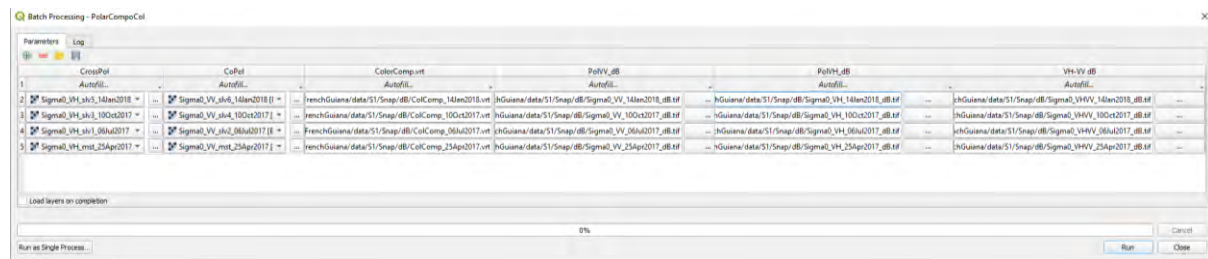 Batch Processing - PolarCompoCol
Parameters Log
CrossPol CoPol ColorComp.vrt PolVV_dB PolVH_dB VH-VV dB
1 Autofill... Autofill... Autofill... Autofill... Autofill... Autofill...
2 Sigma0_VH_slv5_14Jan2018 ... Sigma0_VV_slv6_14Jan2018 [ ... renchGuiana/data/S1/Snap/dB/ColComp_14Jan2018.vrt hGuiana/data/S1/Snap/dB/Sigma0_VV_14Jan2018_dB.tif ... hGuiana/data/S1/Snap/dB/Sigma0_VH_14Jan2018_dB.tif ... chGuiana/data/S1/Snap/dB/Sigma0_VHVV_14Jan2018_dB.tif ...
3 Sigma0_VH_slv3_10Oct2017 ... Sigma0_VV_slv4_10Oct2017 [ ... renchGuiana/data/S1/Snap/dB/ColComp_10Oct2017.vrt hGuiana/data/S1/Snap/dB/Sigma0_VV_10Oct2017_dB.tif ... hGuiana/data/S1/Snap/dB/Sigma0_VH_10Oct2017_dB.tif ... hGuiana/data/S1/Snap/dB/Sigma0_VHVV_10Oct2017_dB.tif ...
4 Sigma0_VH_slv1_06Jul2017 ... Sigma0_VV_slv2_06Jul2017 [ ... FrenchGuiana/data/S1/Snap/dB/ColComp_06Jul2017.vrt chGuiana/data/S1/Snap/dB/Sigma0_VV_06Jul2017_dB.tif ... hGuiana/data/S1/Snap/dB/Sigma0_VH_06Jul2017_dB.tif ... chGuiana/data/S1/Snap/dB/Sigma0_VHVV_06Jul2017_dB.tif ...
5 Sigma0_VH_mst_25Apr2017 ... Sigma0_VV_mst_25Apr2017 [ ... renchGuiana/data/S1/Snap/dB/ColComp_25Apr2017.vrt hGuiana/data/S1/Snap/dB/Sigma0_VV_25Apr2017_dB.tif ... hGuiana/data/S1/Snap/dB/Sigma0_VH_25Apr2017_dB.tif ... chGuiana/data/S1/Snap/dB/Sigma0_VHVV_25Apr2017_dB.tif ...
Load layers on completion
0% Cancel
Run as Single Process... Run Close